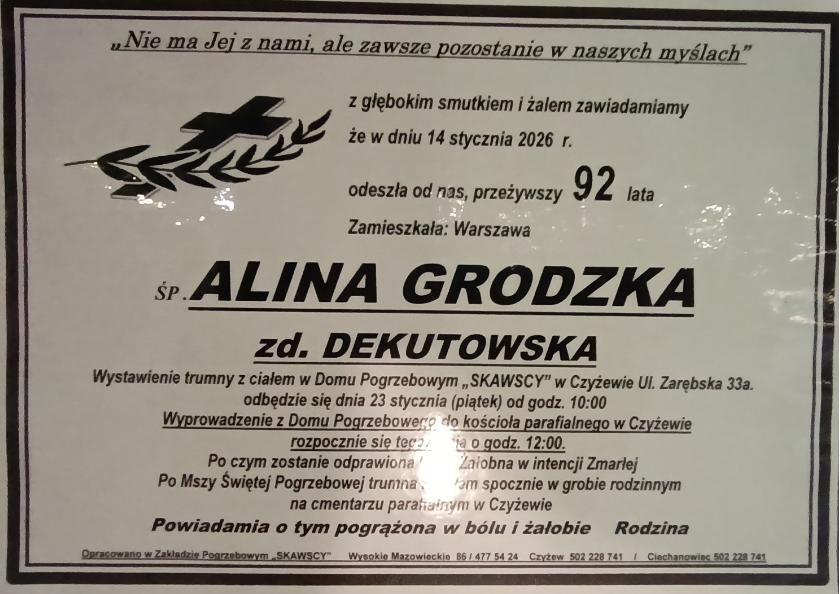 „Nie ma Jej z nami, ale zawsze pozostanie w naszych myślach”
z głębokim smutkiem i żalem zawiadamiamy
że w dniu 14 stycznia 2026 r.
odeszła od nas, przeżywszy 92 lata
Zamieszkała: Warszawa
ŚP. ALINA GRODZKA
zd. DEKUTOWSKA
Wystawienie trumny z ciałem w Domu Pogrzebowym „SKAWSCY” w Czyżewie Ul. Zarębska 33a.
odbędzie się dnia 23 stycznia (piątek) od godz. 10:00
Wyprowadzenie z Domu Pogrzebowego do kościoła parafialnego w Czyżewie
rozpocznie się o godz. 12:00.
Po czym zostanie odprawiona Żałobna w intencji Zmarłej
Po Mszy Świętej Pogrzebowej trumna spocznie w grobie rodzinnym
na cmentarzu parafialnym w Czyżewie
Powiadamia o tym pogrążona w bólu i żałobie Rodzina
Opracowano w Zakładzie Pogrzebowym „SKAWSCY” Wysokie Mazowieckie 86 / 477 54 24 Czyżew 502 228 741 / Ciechanowiec 502 228 741